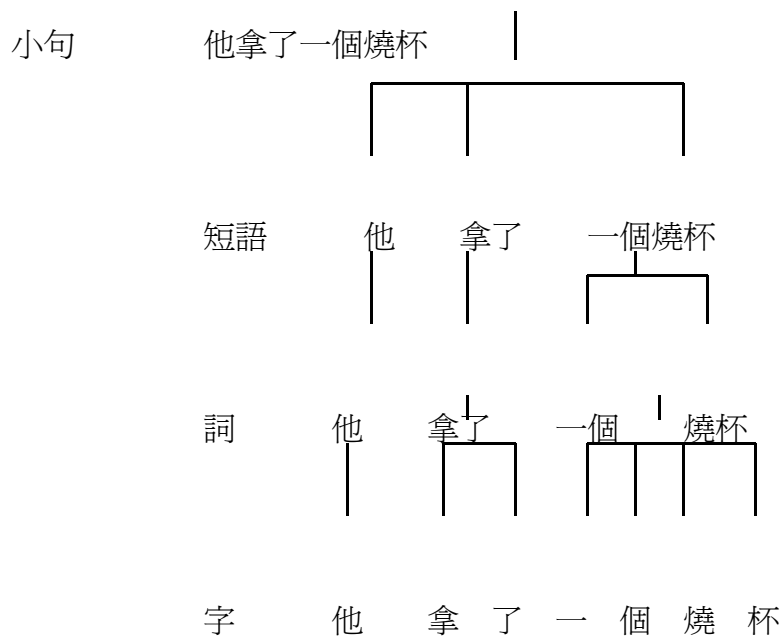 小句 他拿了一個燒杯
短語 他 拿了 一個燒杯
詞 他 拿了 一個 燒杯
字 他 拿 了 一 個 燒 杯